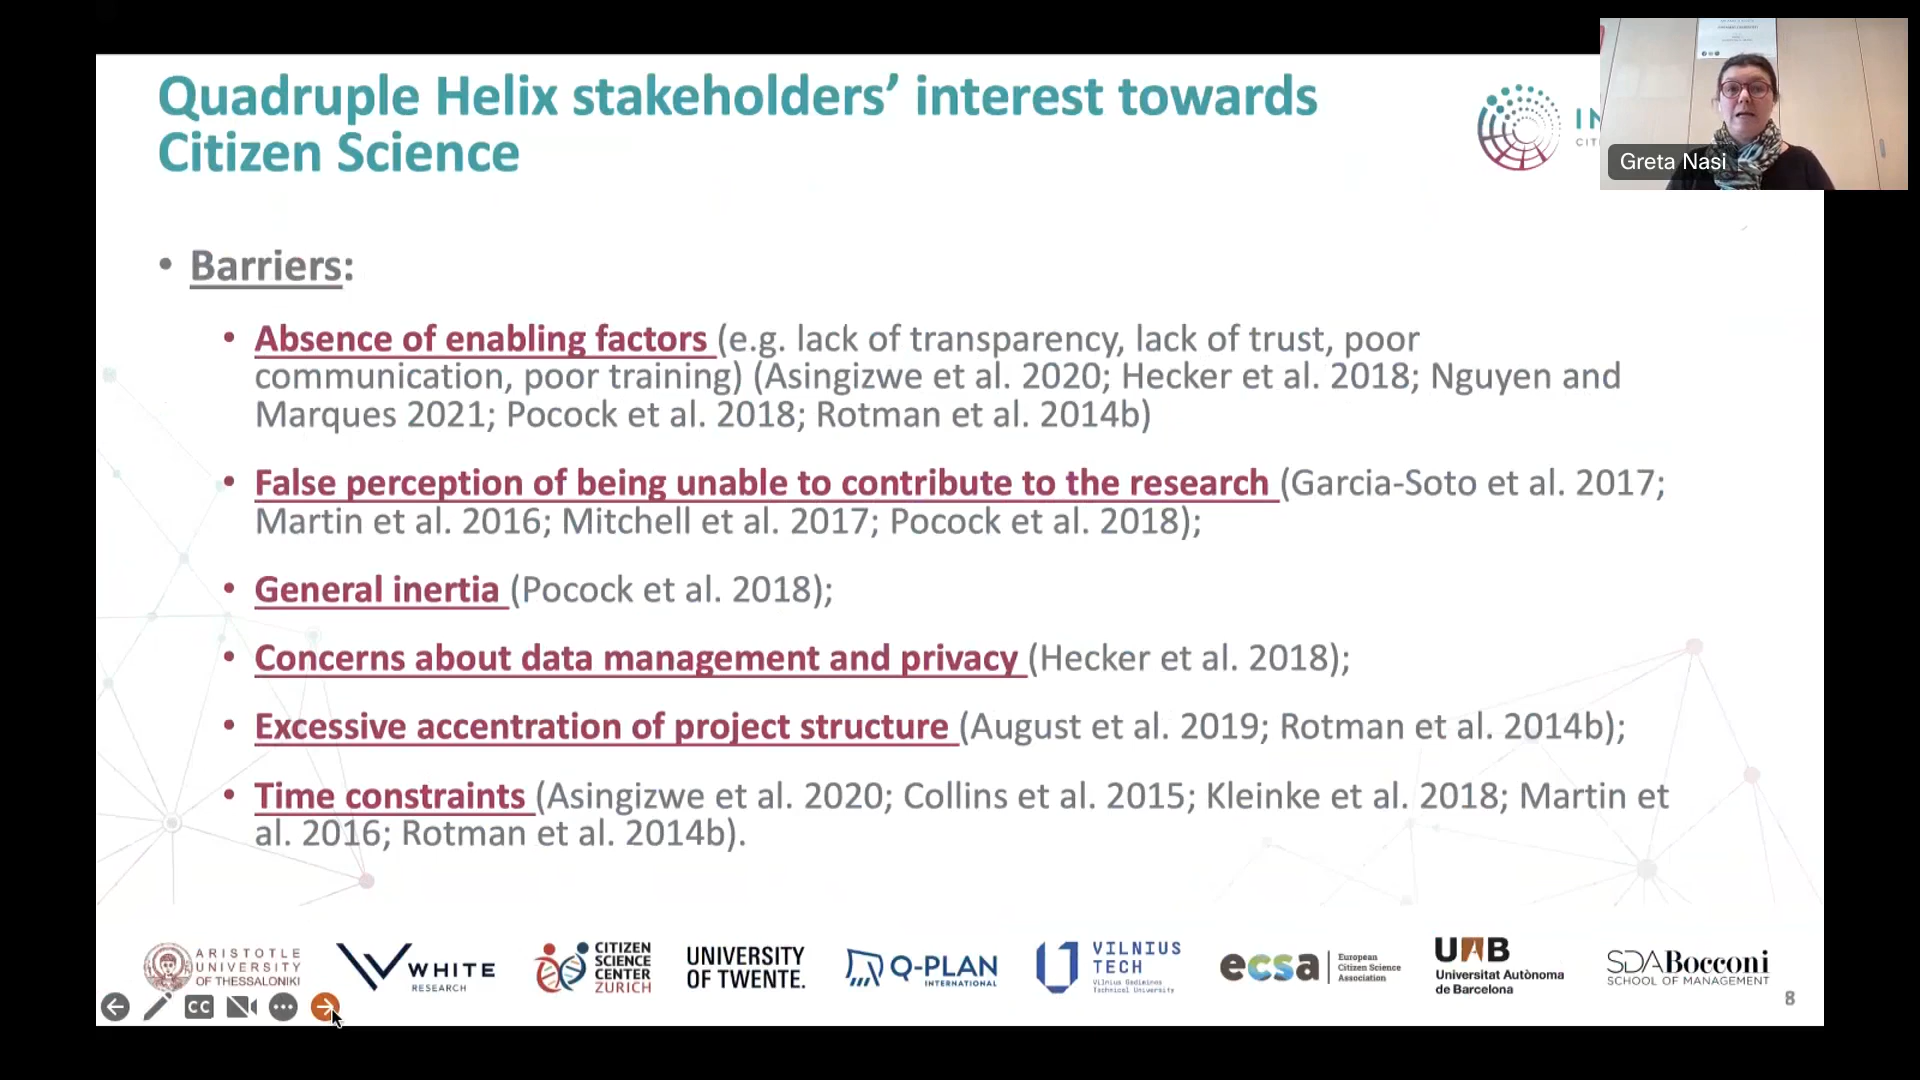 Quadruple Helix stakeholders’ interest towards
Citizen Science
IN
CITI
Greta Nasi
• Barriers:
• Absence of enabling factors (e.g. lack of transparency, lack of trust, poor
communication, poor training) (Asingizwe et al. 2020; Hecker et al. 2018; Nguyen and
Marques 2021; Pocock et al. 2018; Rotman et al. 2014b)
• False perception of being unable to contribute to the research (Garcia-Soto et al. 2017;
Martin et al. 2016; Mitchell et al. 2017; Pocock et al. 2018);
• General inertia (Pocock et al. 2018);
• Concerns about data management and privacy (Hecker et al. 2018);
• Excessive accentration of project structure (August et al. 2019; Rotman et al. 2014b);
• Time constraints (Asingizwe et al. 2020; Collins et al. 2015; Kleinke et al. 2018; Martin et
al. 2016; Rotman et al. 2014b).
ARISTOTLE
UNIVERSITY
OF THESSALONIKI
WHITE
RESEARCH
CITIZEN
SCIENCE
CENTER
ZURICH
UNIVERSITY
OF TWENTE.
Q-PLAN
INTERNATIONAL
VILNIUS
TECH
Vilnius Gediminas
Technical University
ecsa
European
Citizen Science
Association
UAB
Universitat Autònoma
de Barcelona
SDA Bocconi
SCHOOL OF MANAGEMENT
CC
8